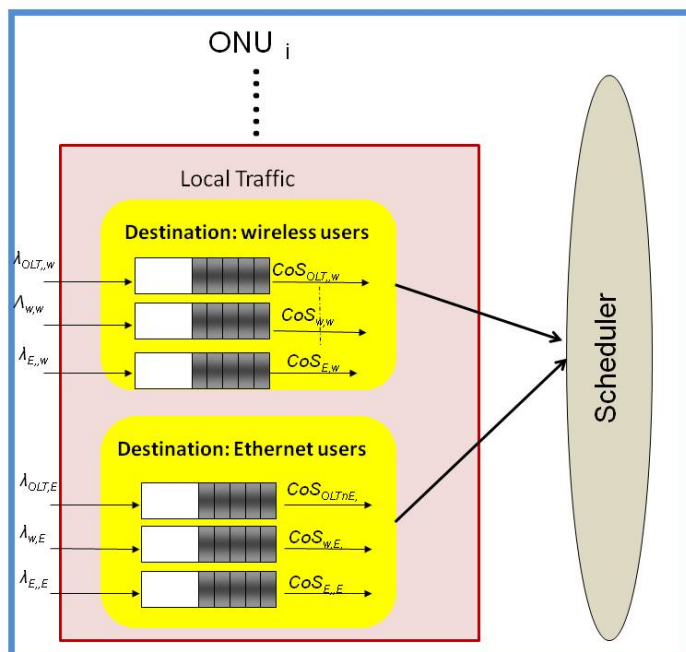 ONU i
Local Traffic
Destination: wireless users
λOLT,,w
CoSOLT,,w
Λw,w
CoSw,w
λE,,w
CoSE,w
Destination: Ethernet users
λOLT,E
CoSOLTnE,
λw,E
CoSw,E,
λE,,E
CoSE,,E
Scheduler